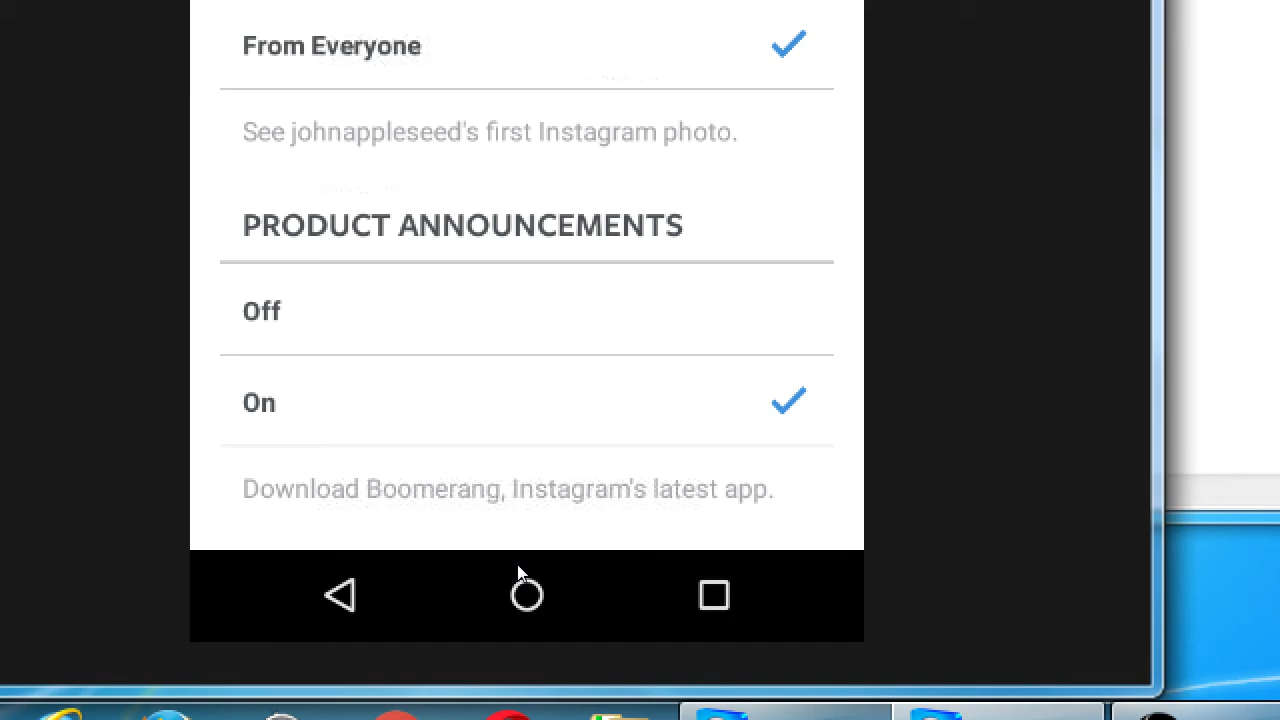 From Everyone
See johnappleseed's first Instagram photo.
PRODUCT ANNOUNCEMENTS
Off
On
Download Boomerang, Instagram's latest app.